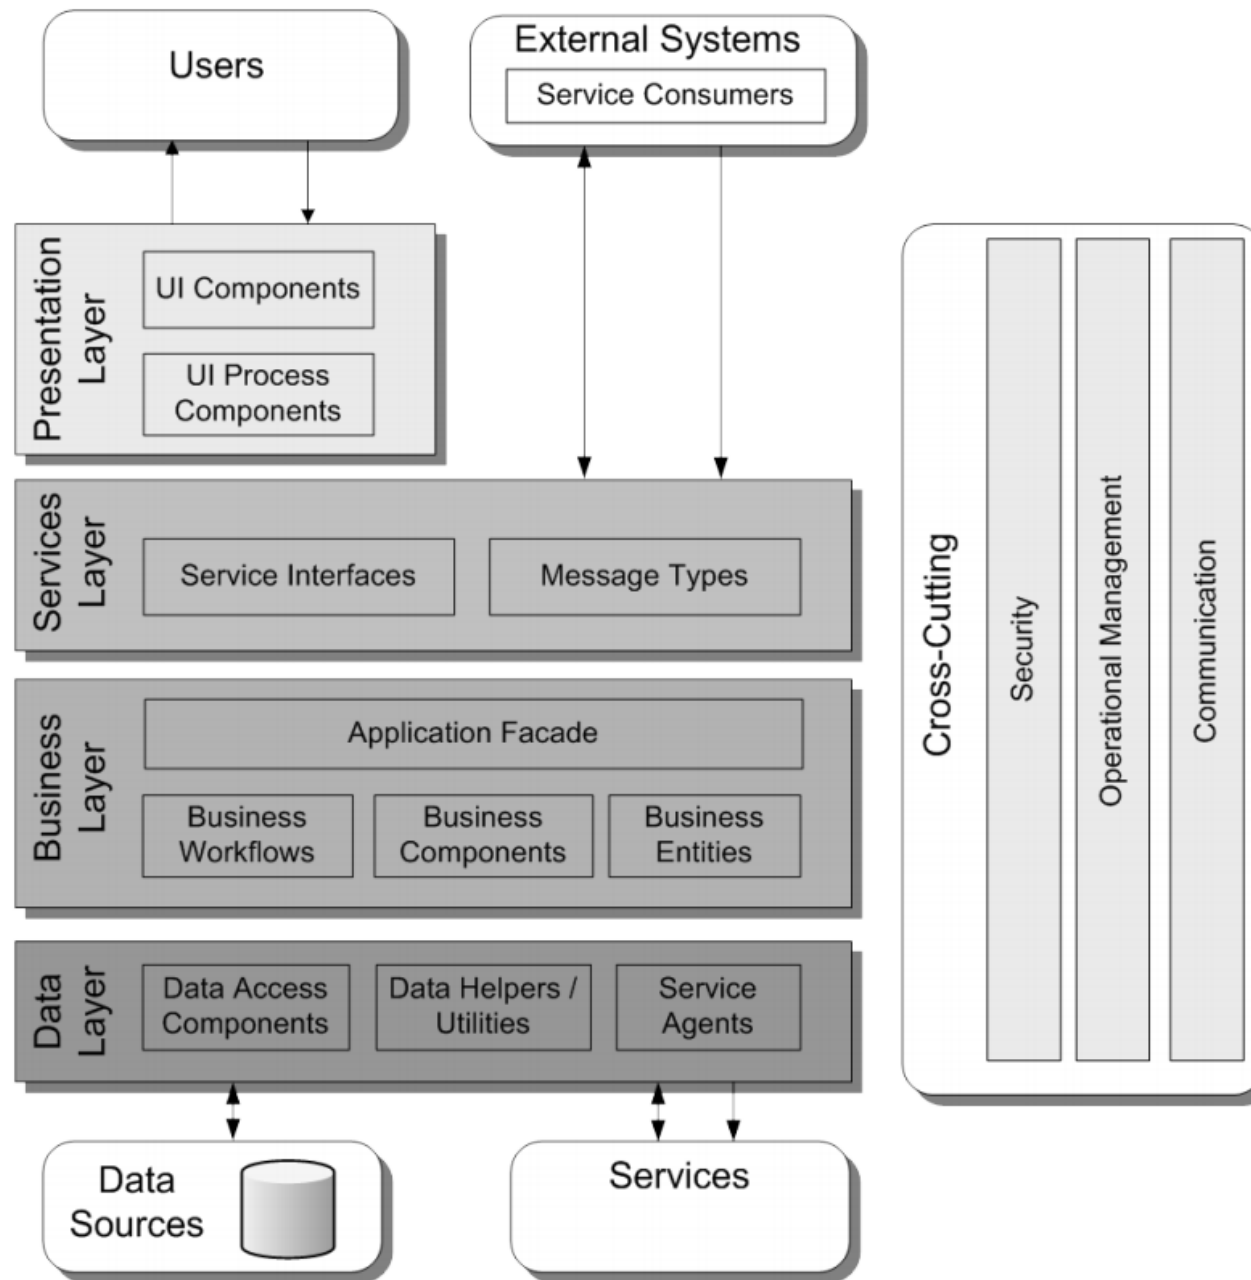 Users
External Systems
Service Consumers
Presentation
Layer
UI Components
UI Process
Components
Services
Layer
Service Interfaces
Message Types
Business
Layer
Application Facade
Business
Workflows
Business
Components
Business
Entities
Data
Layer
Data Access
Components
Data Helpers /
Utilities
Service
Agents
Data
Sources
Services
Cross-Cutting
Security
Operational Management
Communication